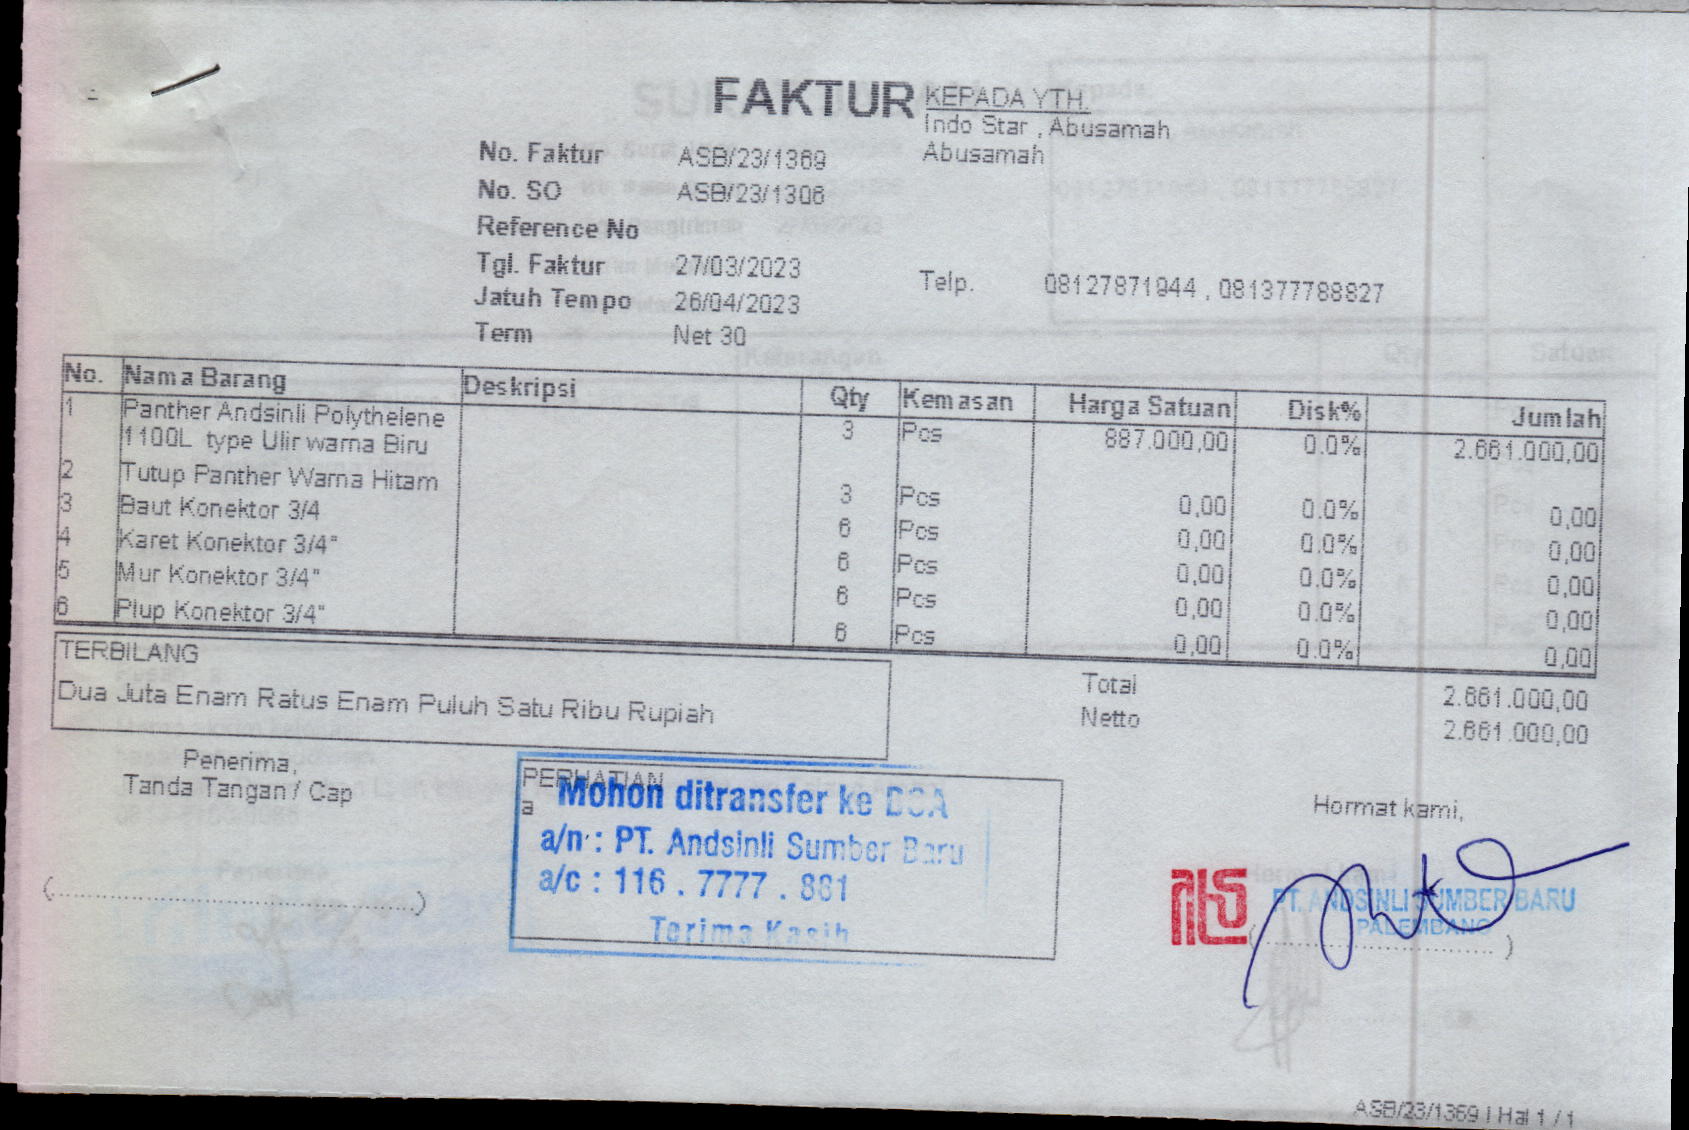 FAKTUR
KEPADA YTH.
Indo Star , Abusamah
Abusamah
No. Faktur ASB/23/1369
No. SO ASB/23/1306
Reference No
Tgl. Faktur 27/03/2023
Jatuh Tempo 26/04/2023
Term Net 30
Telp. 08127871944 , 081377788827
No. Nama Barang Deskripsi Qty Kemasan Harga Satuan Disk% Jumlah
1 Panther Andsinli Polythelene 3 Pcs 887.000,00 0.0% 2.661.000,00
1100L type Ulir warna Biru
2 Tutup Panther Warna Hitam 3 Pcs 0,00 0.0% 0,00
3 Baut Konektor 3/4 6 Pcs 0,00 0.0% 0,00
4 Karet Konektor 3/4" 6 Pcs 0,00 0.0% 0,00
5 Mur Konektor 3/4" 6 Pcs 0,00 0.0% 0,00
6 Plup Konektor 3/4" 6 Pcs 0,00 0.0% 0,00
TERBILANG
Dua Juta Enam Ratus Enam Puluh Satu Ribu Rupiah
Total 2.661.000,00
Netto 2.661.000,00
Penerima,
Tanda Tangan / Cap
PERHATIAN
a
Mohon ditransfer ke BCA
a/n : PT. Andsinli Sumber Baru
a/c : 116 . 7777 . 881
Terima Kasih
Hormat kami,
PT. ANDSINLI SUMBER BARU
PALEMBANG
ASB/23/1369 | Hal 1 / 1